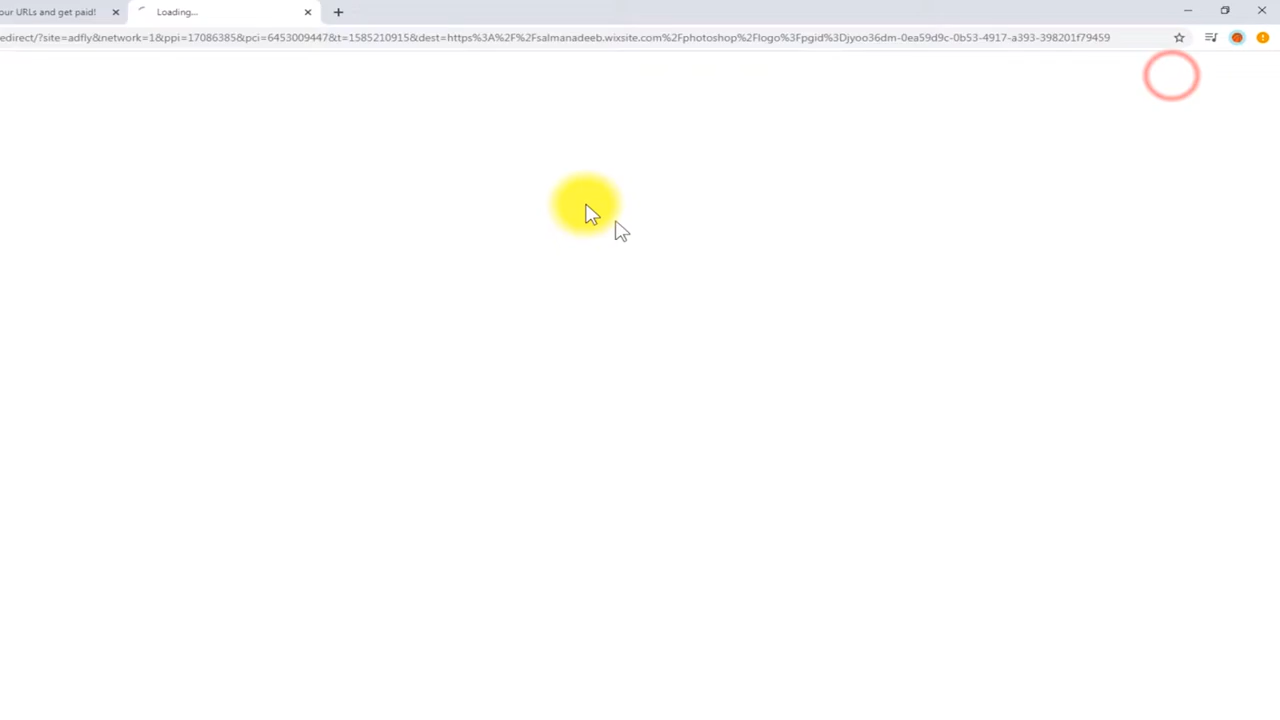 our URLs and get paid!
Loading...
edirect/?site=adfly&network=1&ppi=17086385&pci=6453009447&t=1585210915&dest=https%3A%2F%2Fsalmanadeeb.wixsite.com%2Fphotoshop%2Flogo%3Fpgid%3Djyoo36dm-0ea59d9c-0b53-4917-a393-398201f79459